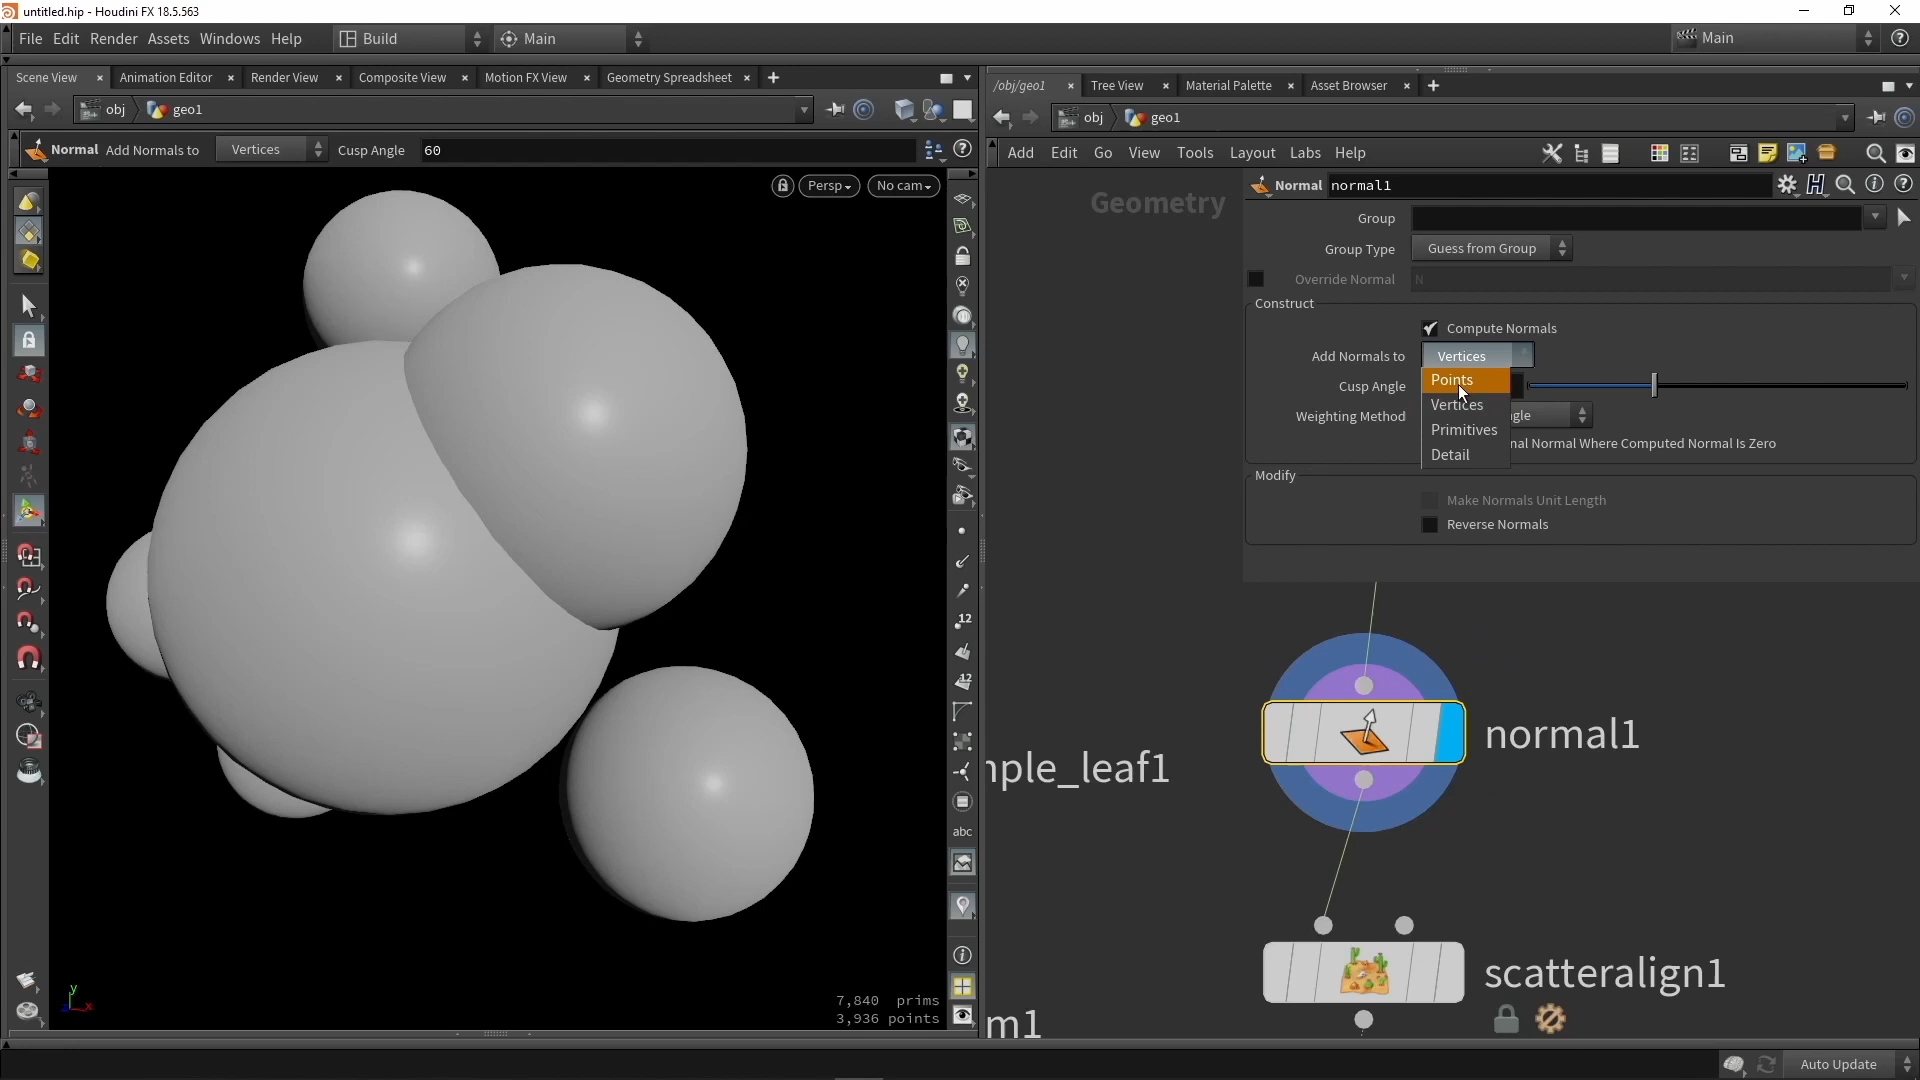 untitled.hip - Houdini FX 18.5.563
File Edit Render Assets Windows Help Build Main Main
Scene View Animation Editor Render View Composite View Motion FX View Geometry Spreadsheet
obj geo1
Normal Add Normals to Vertices Cusp Angle 60
Persp No cam
12
12
abc
y
x
7,840 prims
3,936 points
/obj/geo1 Tree View Material Palette Asset Browser
obj geo1
Add Edit Go View Tools Layout Labs Help
Geometry
Normal normal1
Group
Group Type Guess from Group
Override Normal N
Construct
Compute Normals
Add Normals to Vertices
Points
Vertices
Primitives
Detail
Cusp Angle
Weighting Method gle
nal Normal Where Computed Normal Is Zero
Modify
Make Normals Unit Length
Reverse Normals
normal1
nple_leaf1
scatteralign1
m1
Auto Update